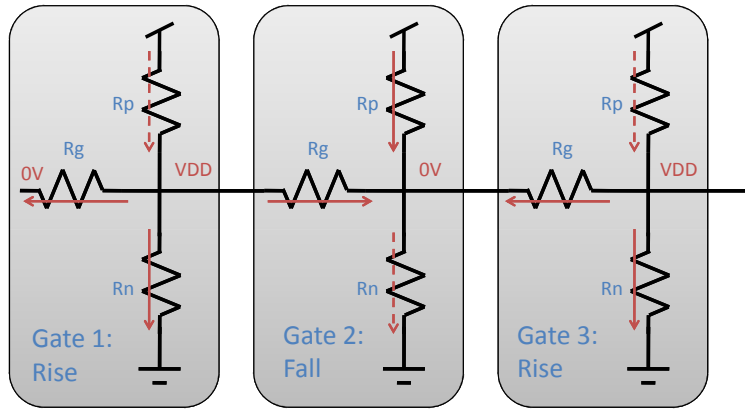 Rp
Rg
0V
VDD
Rn
Gate 1:
Rise
Rp
Rg
0V
Rn
Gate 2:
Fall
Rp
Rg
VDD
Rn
Gate 3:
Rise